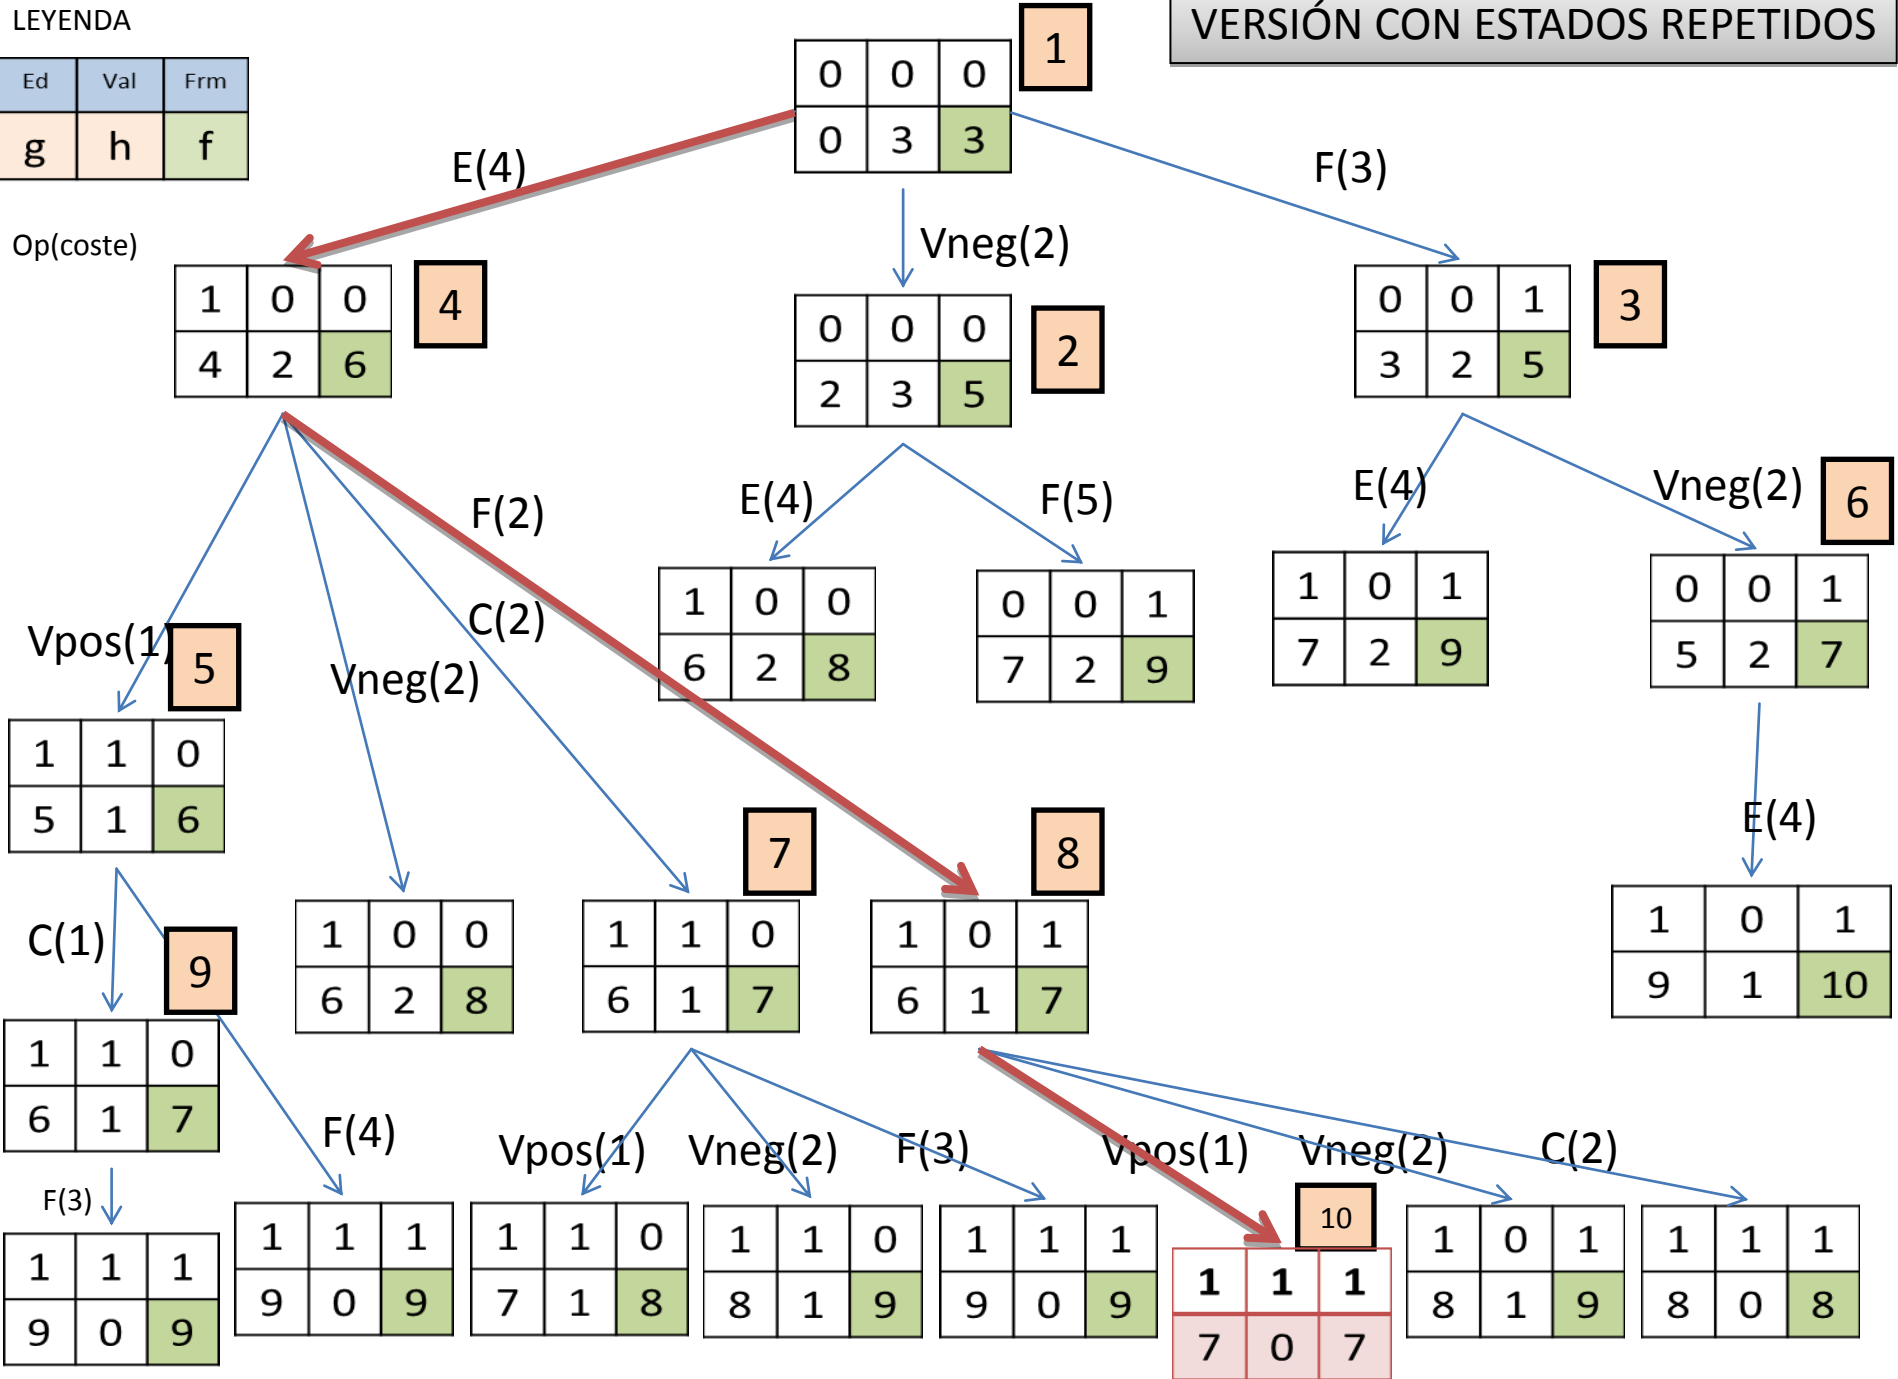 LEYENDA
VERSIÓN CON ESTADOS REPETIDOS
Ed Val Frm
g h f
Op(coste)
1
0 0 0
0 3 3
E(4)
Vneg(2)
F(3)
4
1 0 0
4 2 6
2
0 0 0
2 3 5
3
0 0 1
3 2 5
Vpos(1)
Vneg(2)
C(2)
F(2)
E(4)
F(5)
E(4)
Vneg(2)
1 0 0
6 2 8
0 0 1
7 2 9
1 0 1
7 2 9
6
0 0 1
5 2 7
E(4)
5
1 1 0
5 1 6
1 0 0
6 2 8
7
1 1 0
6 1 7
8
1 0 1
6 1 7
1 0 1
9 1 10
C(1)
9
1 1 0
6 1 7
F(4)
Vpos(1)
Vneg(2)
F(3)
Vpos(1)
Vneg(2)
C(2)
F(3)
1 1 1
9 0 9
1 1 1
9 0 9
1 1 0
7 1 8
1 1 0
8 1 9
1 1 1
9 0 9
10
1 1 1
7 0 7
1 0 1
8 1 9
1 1 1
8 0 8